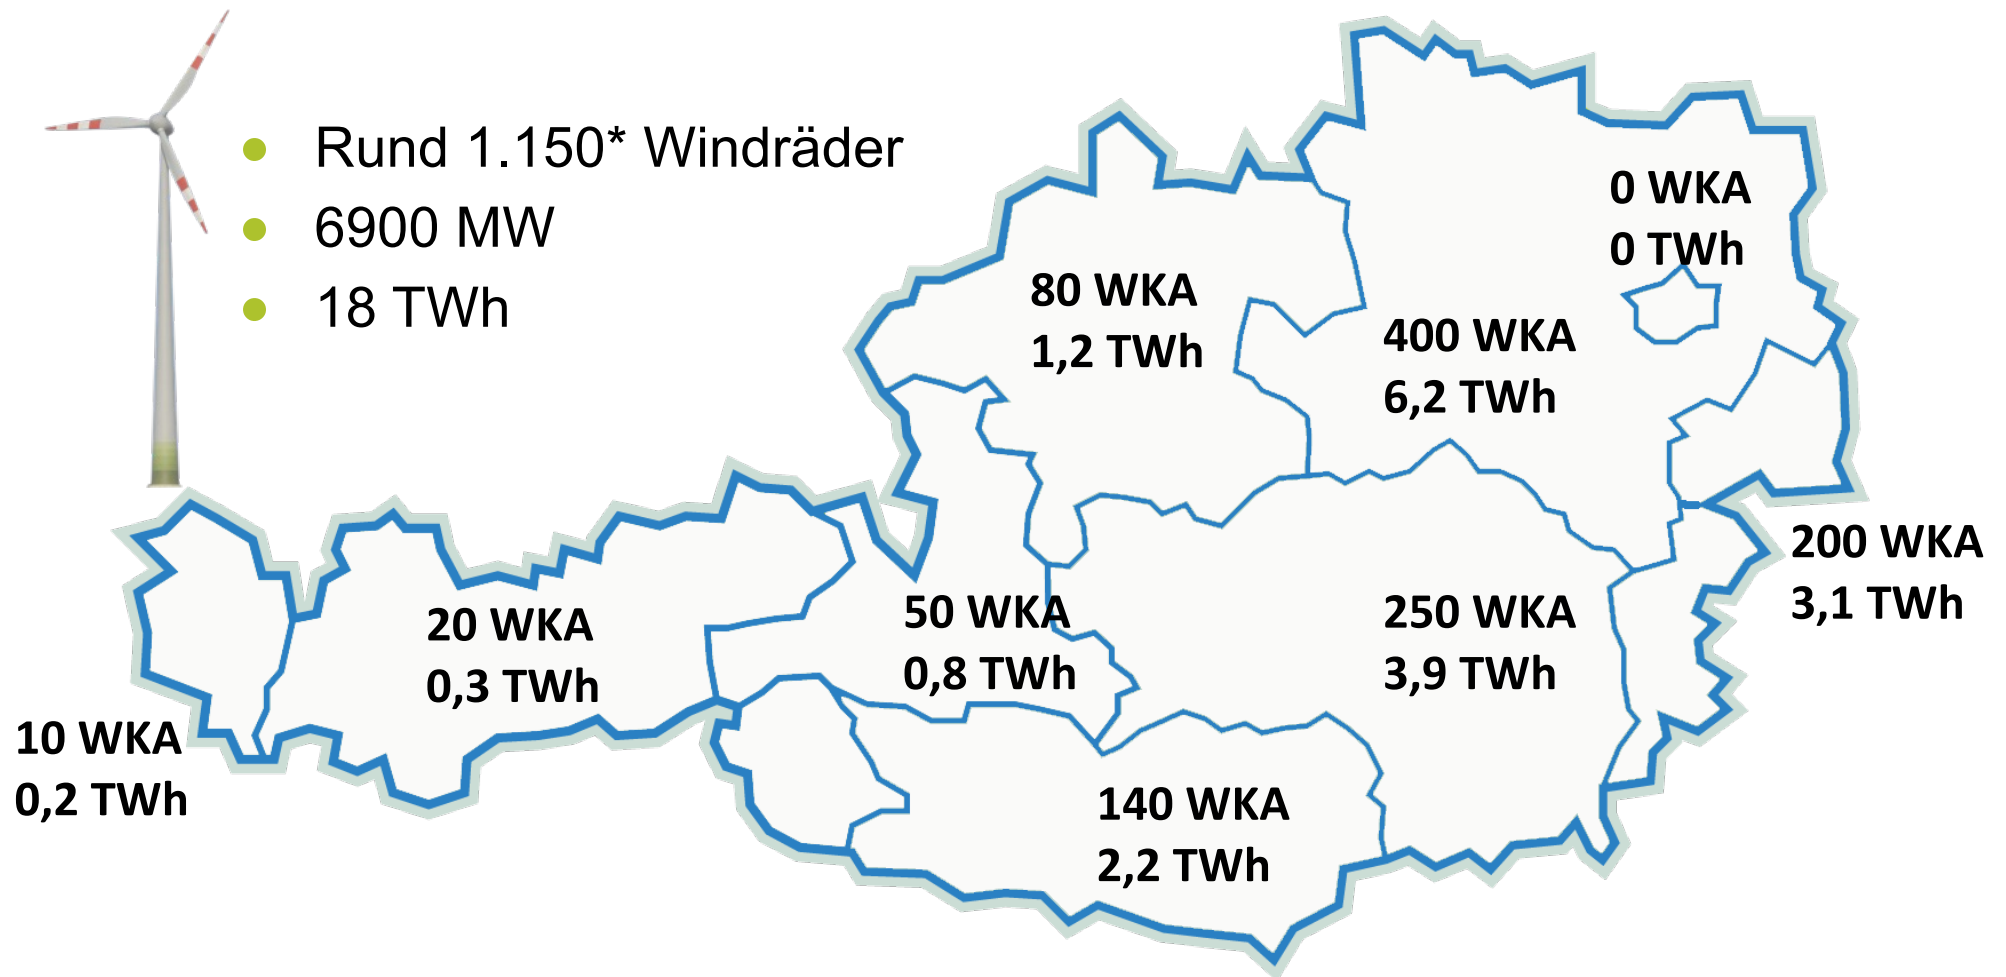 Rund 1.150* Windräder
6900 MW
18 TWh
0 WKA
0 TWh
80 WKA
1,2 TWh
400 WKA
6,2 TWh
200 WKA
3,1 TWh
20 WKA
0,3 TWh
50 WKA
0,8 TWh
250 WKA
3,9 TWh
10 WKA
0,2 TWh
140 WKA
2,2 TWh